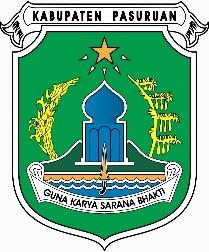 KABUPATEN PASURUAN
GUNA KARYA SARANA BHAKTI